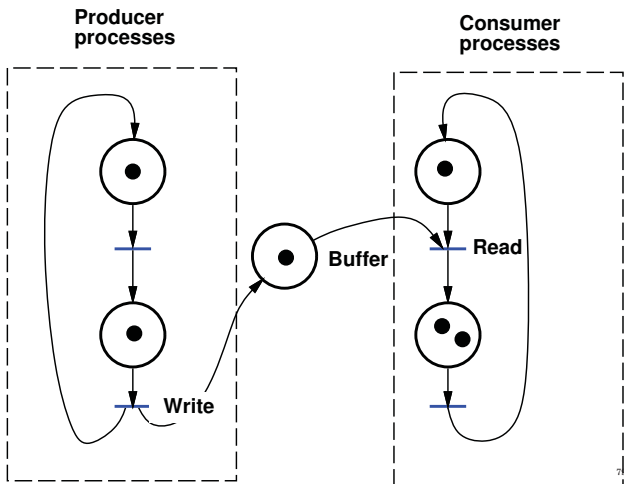 Producer
processes
Consumer
processes
Buffer
Read
Write